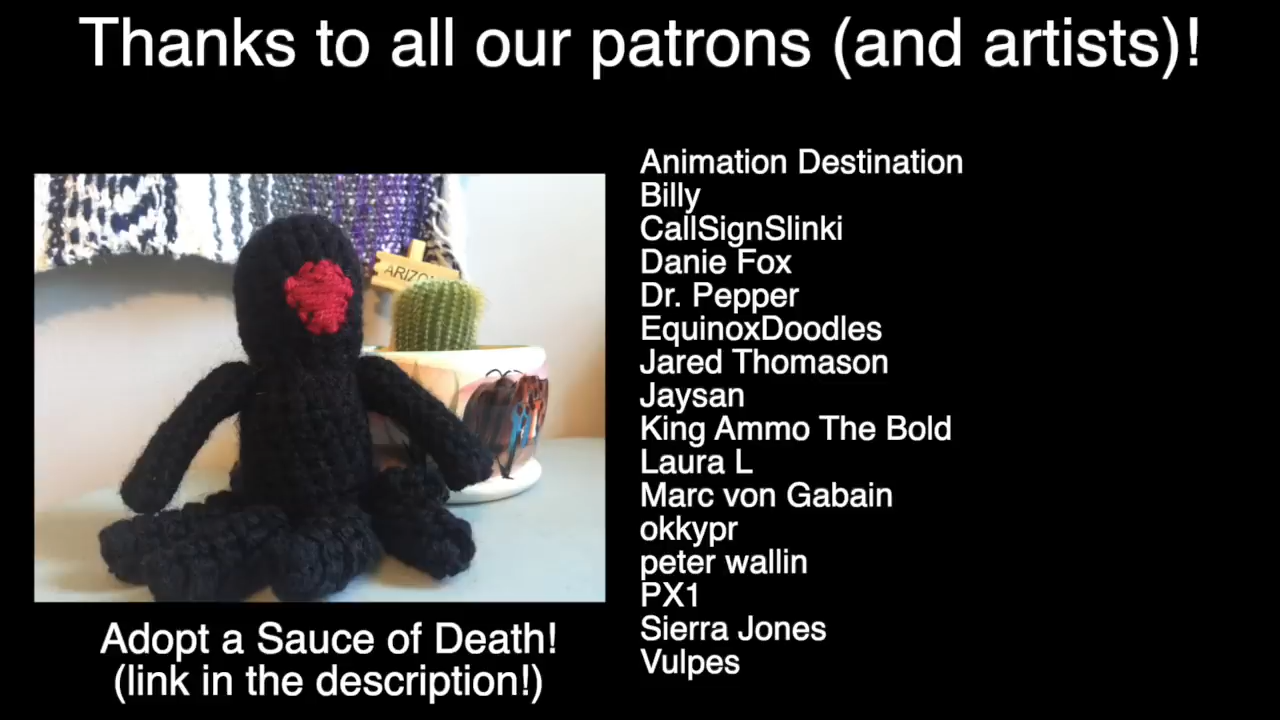 Thanks to all our patrons (and artists)!
ARIZO
Adopt a Sauce of Death!
(link in the description!)
Animation Destination
Billy
CallSignSlinki
Danie Fox
Dr. Pepper
EquinoxDoodles
Jared Thomason
Jaysan
King Ammo The Bold
Laura L
Marc von Gabain
okkypr
peter wallin
PX1
Sierra Jones
Vulpes